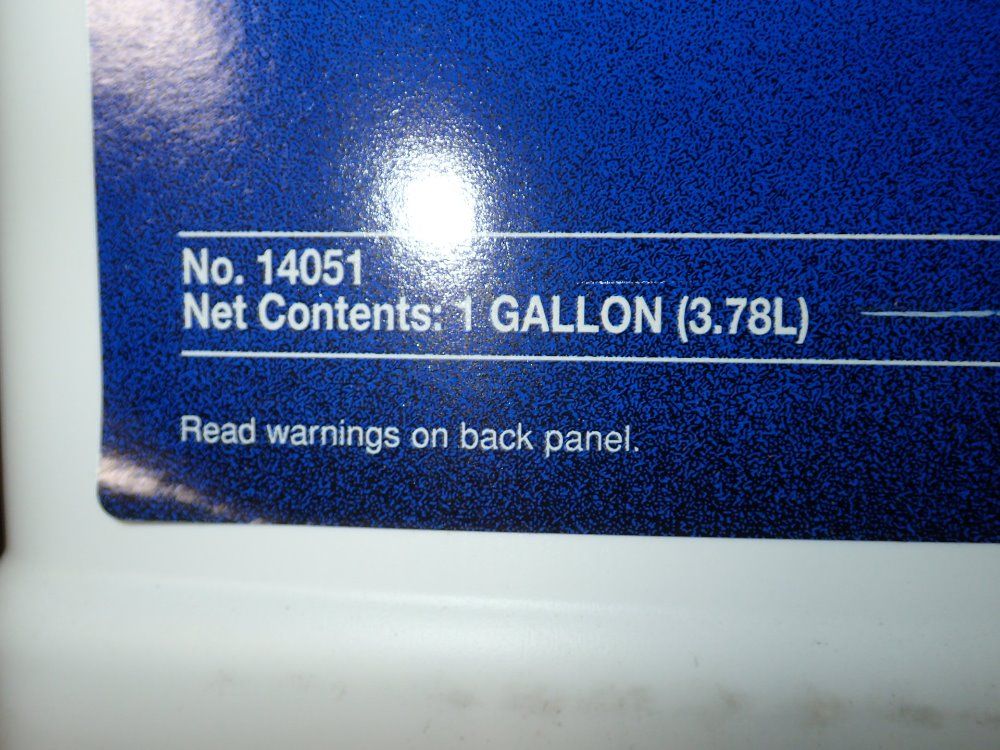 No. 14051
Net Contents: 1 GALLON (3.78L)
Read warnings on back panel.